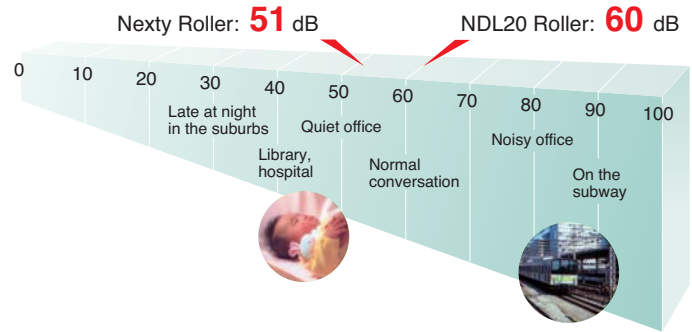 Nexty Roller: 51 dB
NDL20 Roller: 60 dB
0
10
20
30
40
50
60
70
80
90
100
Late at night
in the suburbs
Quiet office
Noisy office
Library,
hospital
Normal
conversation
On the
subway